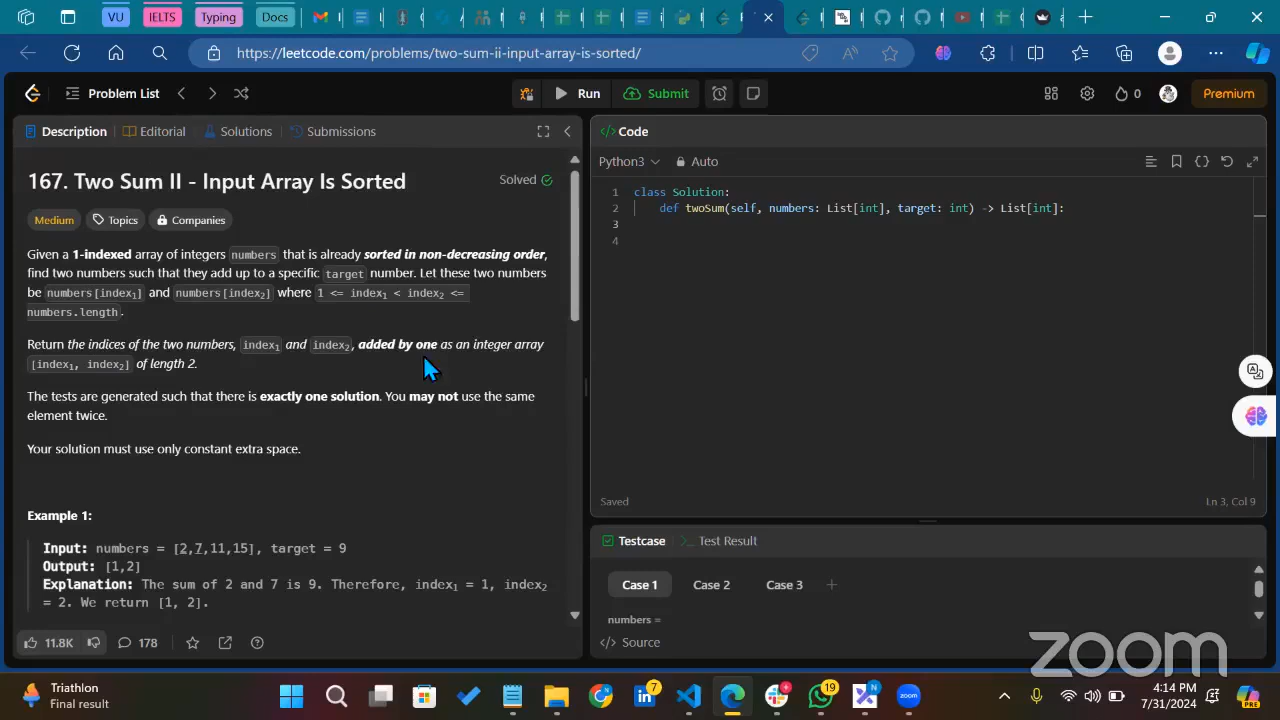 VU
IELTS
Typing
Docs
https://leetcode.com/problems/two-sum-ii-input-array-is-sorted/
Problem List
Run
Submit
0
Premium
Description
Editorial
Solutions
Submissions
Code
167. Two Sum II - Input Array Is Sorted
Solved
Medium
Topics
Companies
Given a 1-indexed array of integers numbers that is already sorted in non-decreasing order,
find two numbers such that they add up to a specific target number. Let these two numbers
be numbers[index₁] and numbers[index₂] where 1 <= index₁ < index₂ <=
numbers.length.
Return the indices of the two numbers, index₁ and index₂, added by one as an integer array
[index₁, index₂] of length 2.
The tests are generated such that there is exactly one solution. You may not use the same
element twice.
Your solution must use only constant extra space.
Example 1:
Input: numbers = [2,7,11,15], target = 9
Output: [1,2]
Explanation: The sum of 2 and 7 is 9. Therefore, index₁ = 1, index₂
= 2. We return [1, 2].
11.8K
178
Python3
Auto
1 class Solution:
2 def twoSum(self, numbers: List[int], target: int) -> List[int]:
3
4
Saved
Ln 3, Col 9
Testcase
Test Result
Case 1
Case 2
Case 3
numbers =
Source
zoom
Triathlon
Final result
7
19
N
zoom
4:14 PM
7/31/2024
PRE